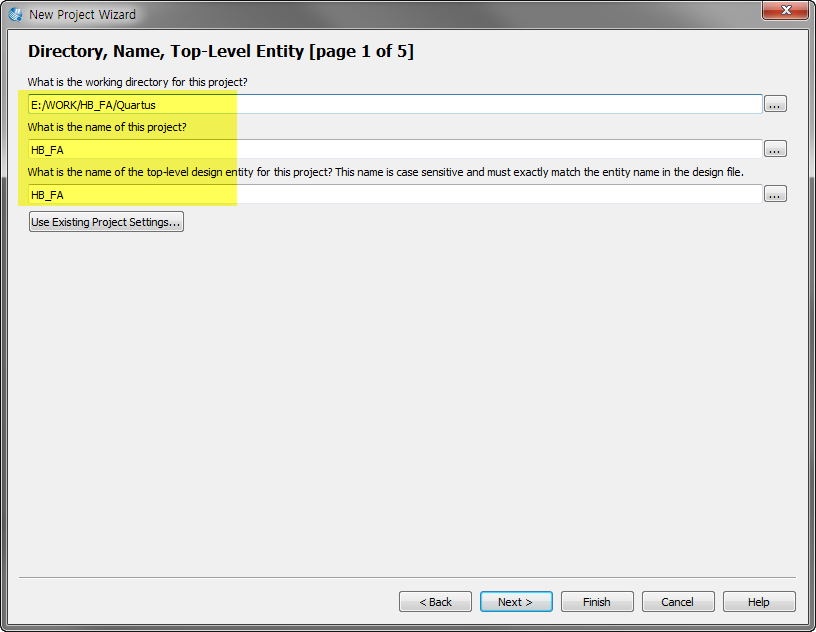 New Project Wizard
Directory, Name, Top-Level Entity [page 1 of 5]
What is the working directory for this project?
E:/WORK/HB_FA/Quartus
...
What is the name of this project?
HB_FA
...
What is the name of the top-level design entity for this project? This name is case sensitive and must exactly match the entity name in the design file.
HB_FA
...
Use Existing Project Settings...
< Back
Next >
Finish
Cancel
Help